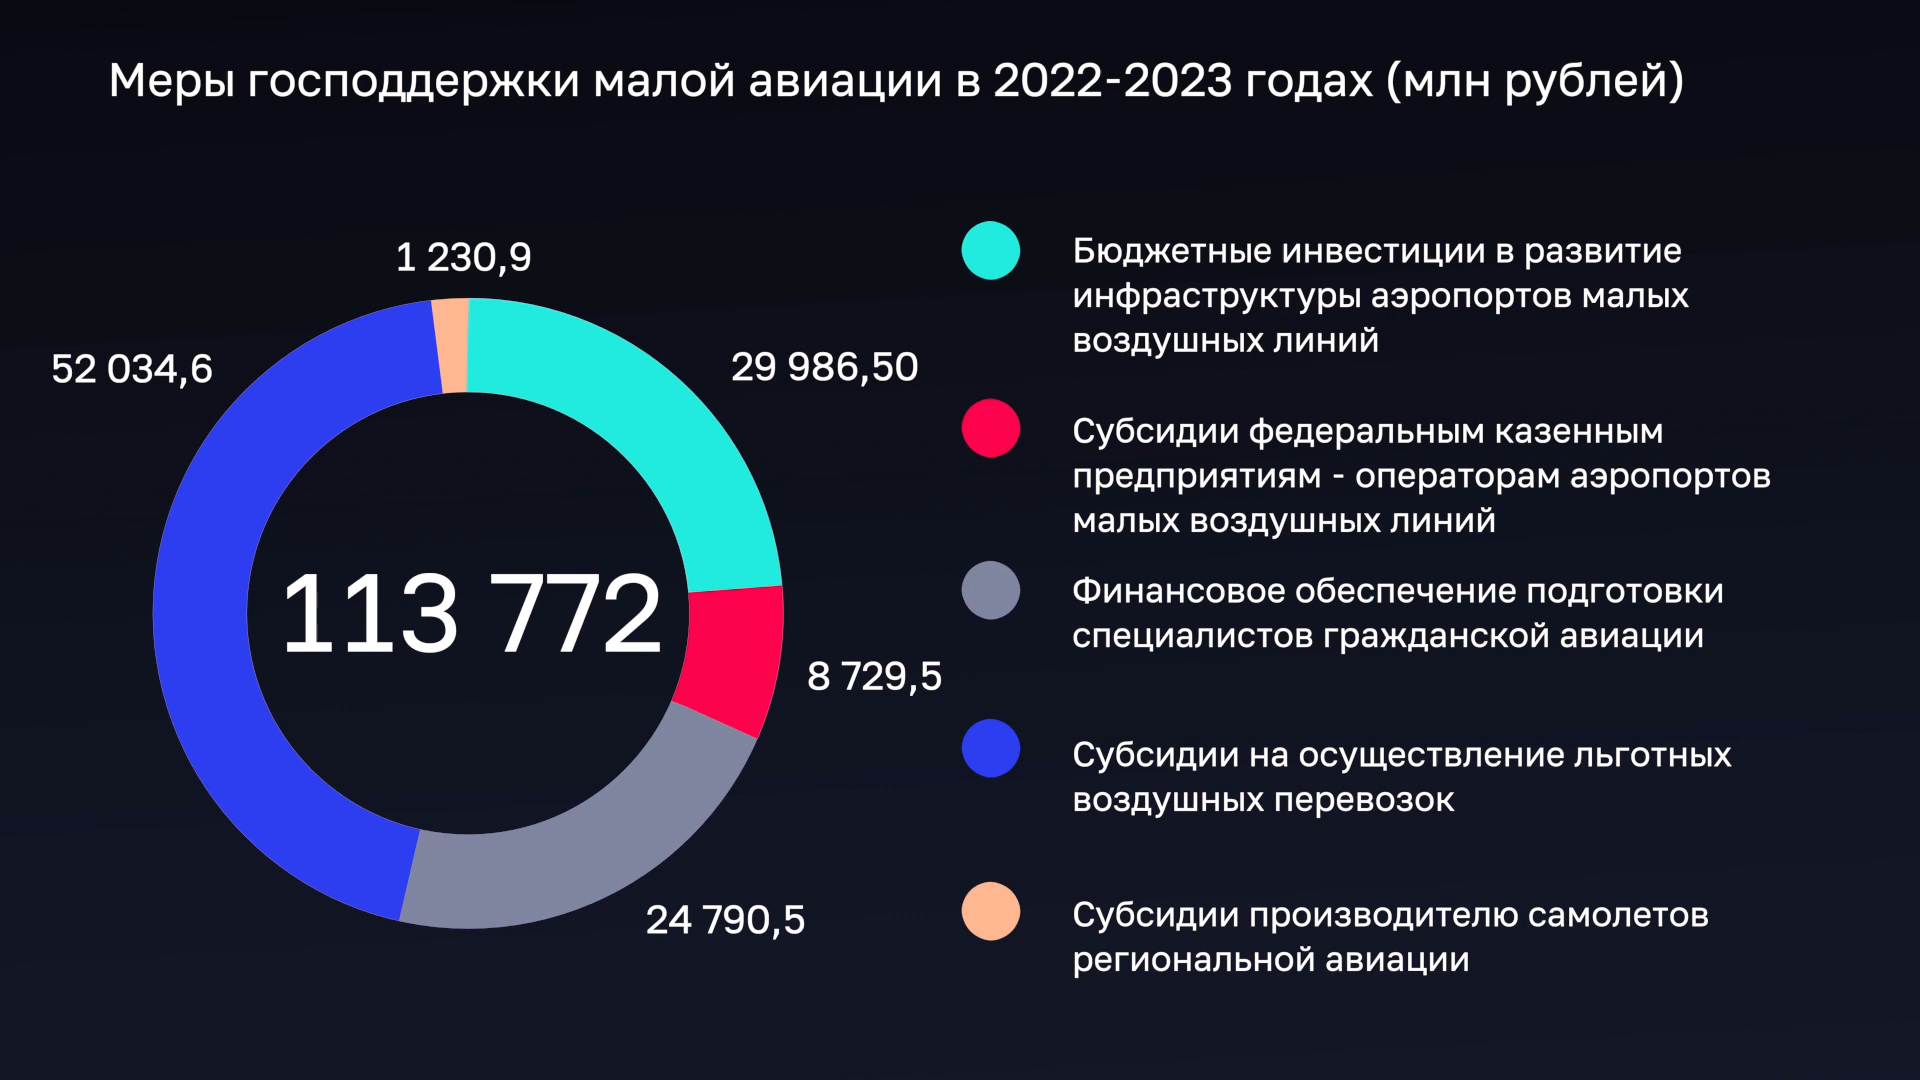 Меры господдержки малой авиации в 2022-2023 годах (млн рублей)
1 230,9
52 034,6
29 986,50
113 772
8 729,5
24 790,5
Бюджетные инвестиции в развитие
инфраструктуры аэропортов малых
воздушных линий
Субсидии федеральным казенным
предприятиям - операторам аэропортов
малых воздушных линий
Финансовое обеспечение подготовки
специалистов гражданской авиации
Субсидии на осуществление льготных
воздушных перевозок
Субсидии производителю самолетов
региональной авиации